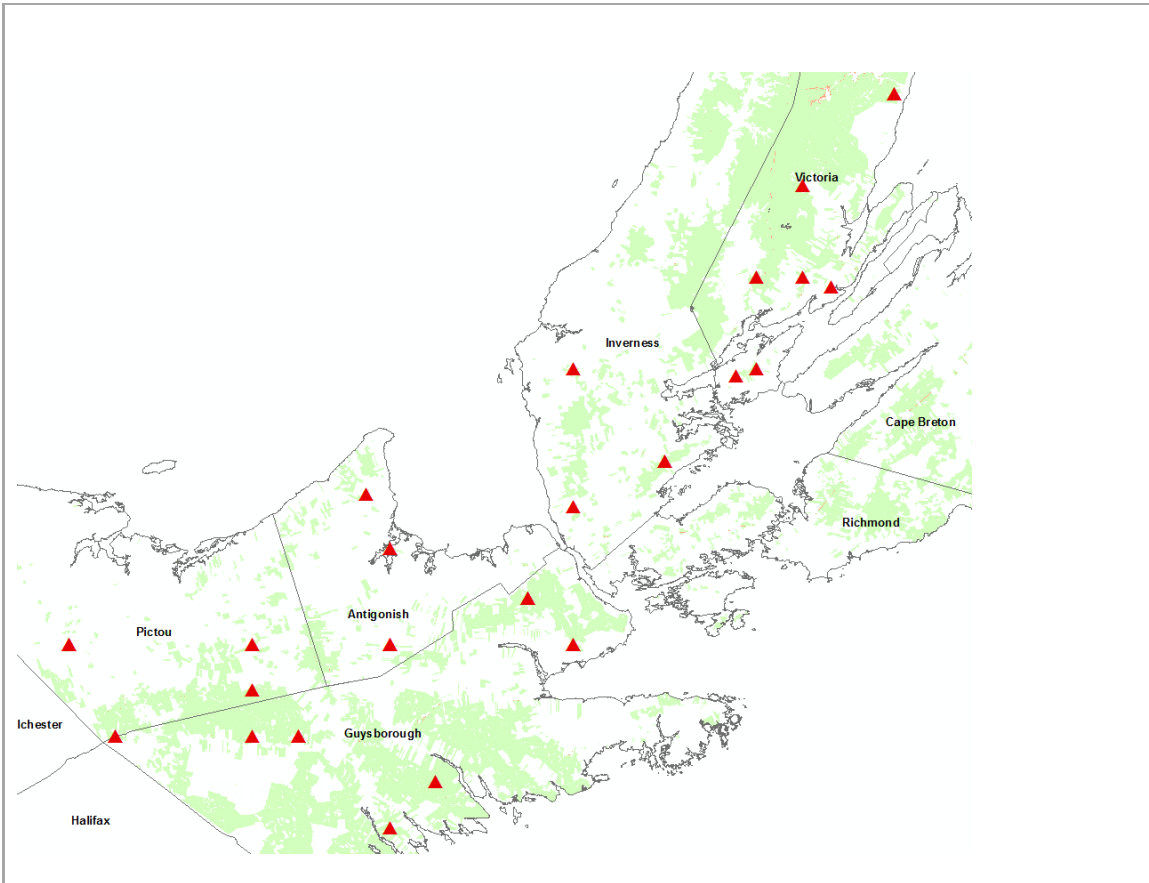 Victoria
Inverness
Cape Breton
Richmond
Antigonish
Pictou
lchester
Guysborough
Halifax